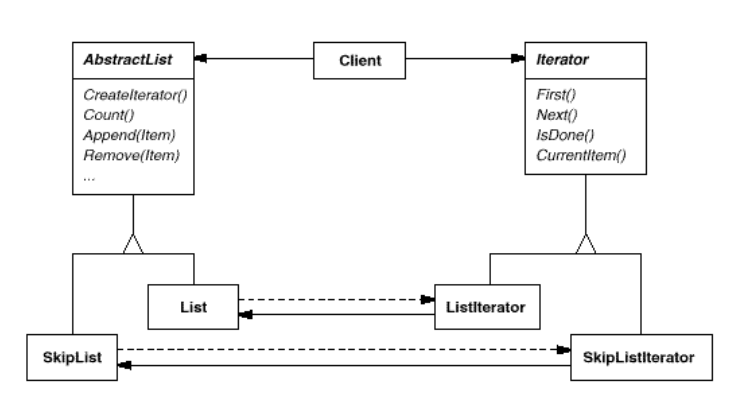 AbstractList
CreateIterator()
Count()
Append(Item)
Remove(Item)
...
Client
Iterator
First()
Next()
IsDone()
CurrentItem()
List
ListIterator
SkipList
SkipListIterator